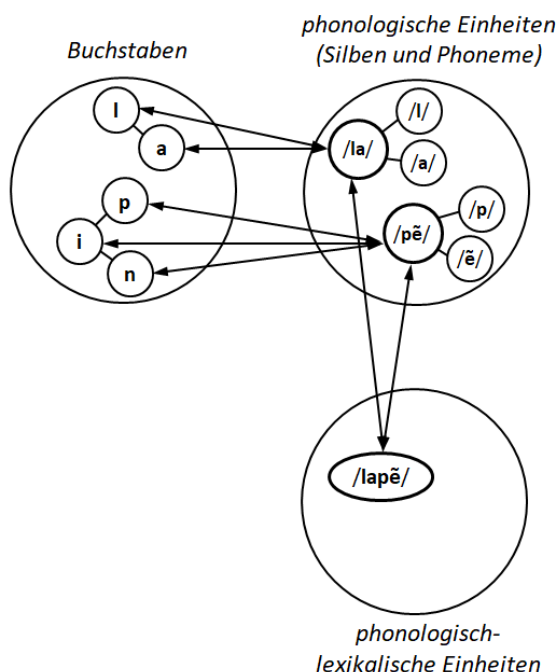 Buchstaben
phonologische Einheiten
(Silben und Phoneme)
l
a
p
i
n
/la/
/l/
/a/
/pẽ/
/p/
/ẽ/
/lapẽ/
phonologisch-
lexikalische Einheiten